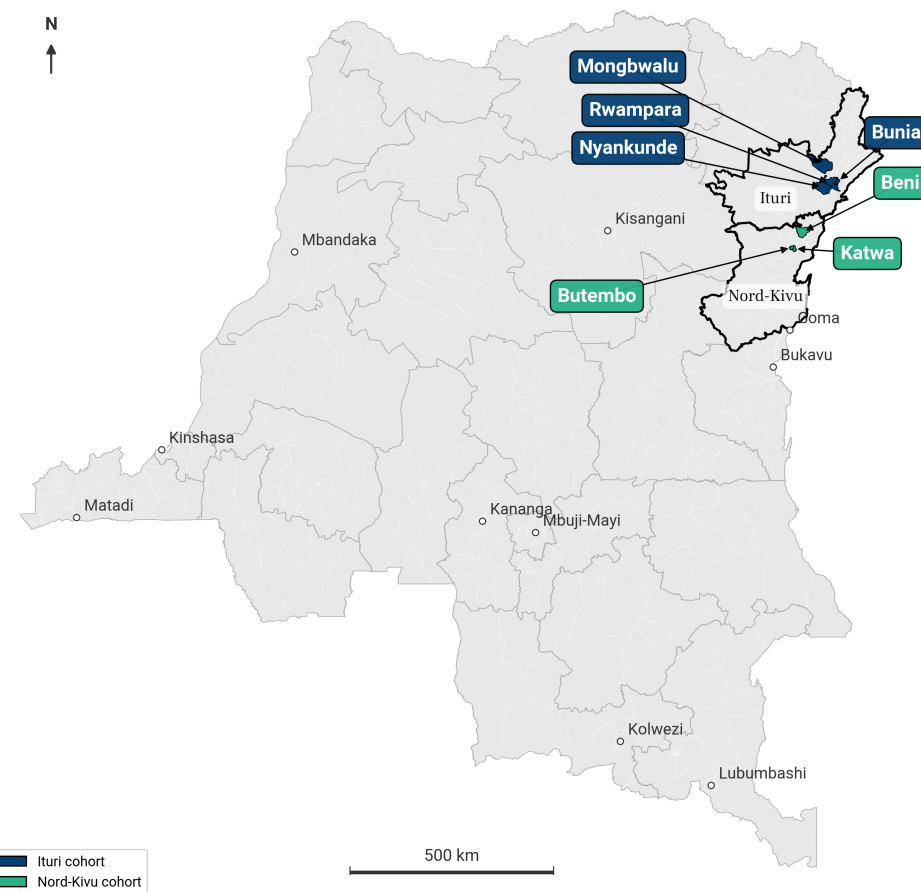 N
Mongbwalu
Rwampara
Bunia
Nyankunde
Beni
Ituri
Kisangani
Mbandaka
Katwa
Butembo
Nord-Kivu
Goma
Bukavu
Kinshasa
Matadi
Kananga
Mbuji-Mayi
Kolwezi
Lubumbashi
500 km
Ituri cohort
Nord-Kivu cohort